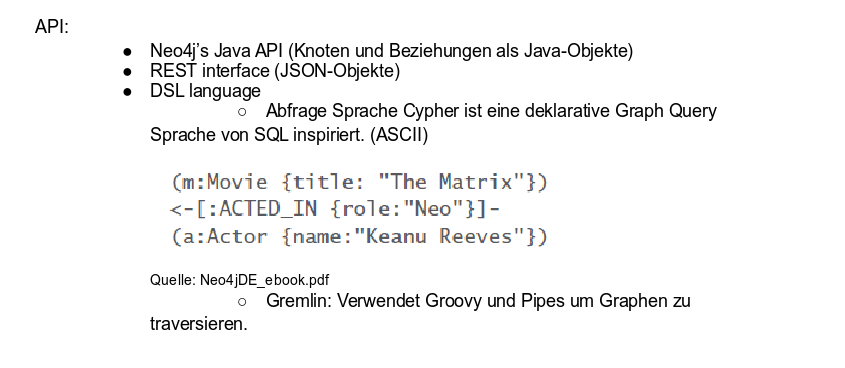 API:
● Neo4j's Java API (Knoten und Beziehungen als Java-Objekte)
● REST interface (JSON-Objekte)
● DSL language
○ Abfrage Sprache Cypher ist eine deklarative Graph Query
Sprache von SQL inspiriert. (ASCII)
(m:Movie {title: "The Matrix"})
<-[:ACTED_IN {role:"Neo"}]-
(a:Actor {name:"Keanu Reeves"})
Quelle: Neo4jDE_ebook.pdf
○ Gremlin: Verwendet Groovy und Pipes um Graphen zu
traversieren.